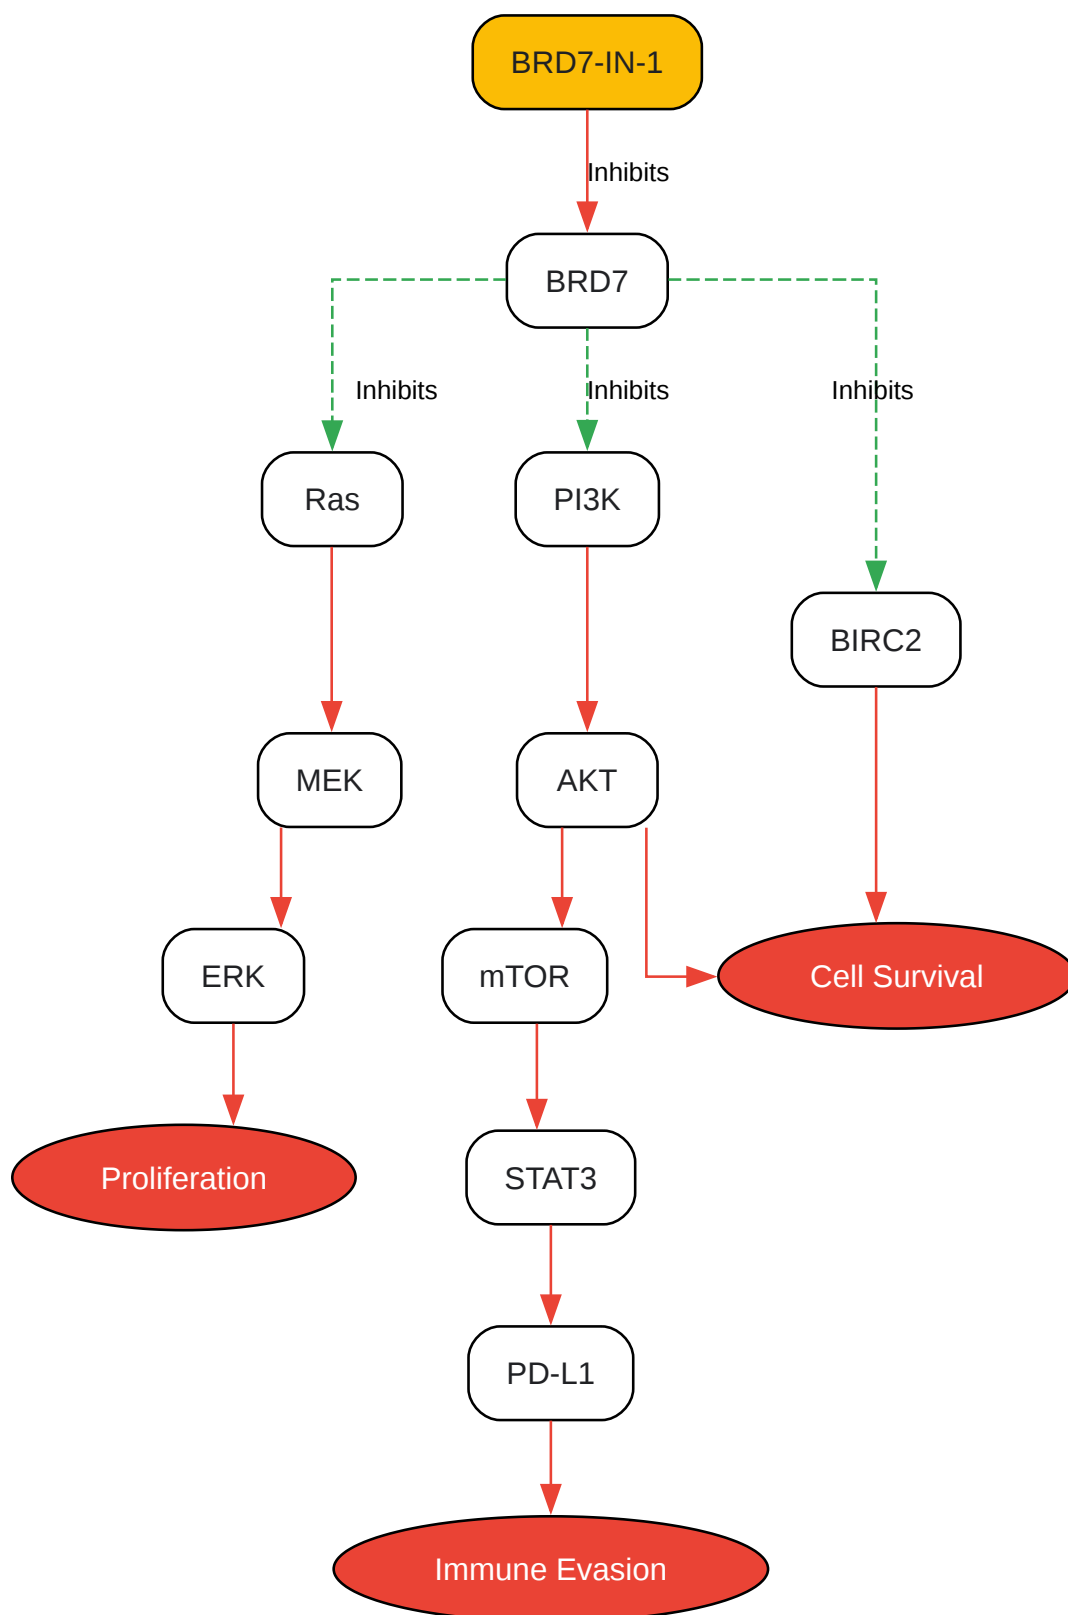 BRD7-IN-1
Inhibits
BRD7
Inhibits
Inhibits
Inhibits
Ras
PI3K
BIRC2
MEK
AKT
ERK
mTOR
Cell Survival
Proliferation
STAT3
PD-L1
Immune Evasion